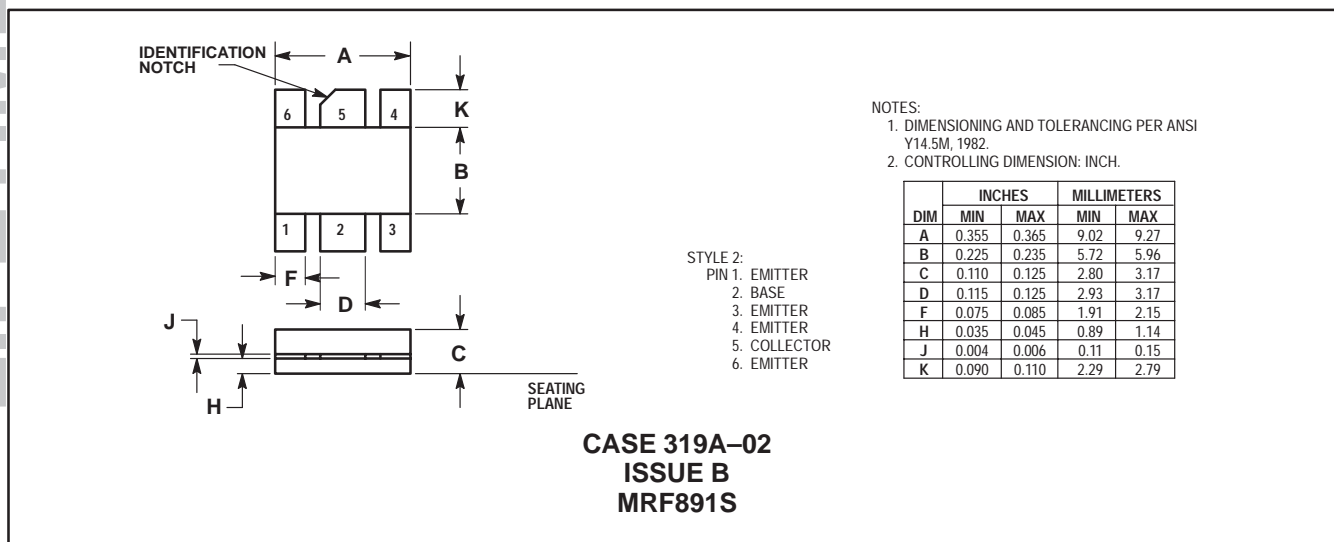 IDENTIFICATION
NOTCH
A
6
5
4
K
B
1
2
3
F
D
J
C
H
SEATING
PLANE
STYLE 2:
PIN 1. EMITTER
2. BASE
3. EMITTER
4. EMITTER
5. COLLECTOR
6. EMITTER
NOTES:
1. DIMENSIONING AND TOLERANCING PER ANSI
Y14.5M, 1982.
2. CONTROLLING DIMENSION: INCH.
INCHES MILLIMETERS
DIM MIN MAX MIN MAX
A 0.355 0.365 9.02 9.27
B 0.225 0.235 5.72 5.96
C 0.110 0.125 2.80 3.17
D 0.115 0.125 2.93 3.17
F 0.075 0.085 1.91 2.15
H 0.035 0.045 0.89 1.14
J 0.004 0.006 0.11 0.15
K 0.090 0.110 2.29 2.79
CASE 319A–02
ISSUE B
MRF891S